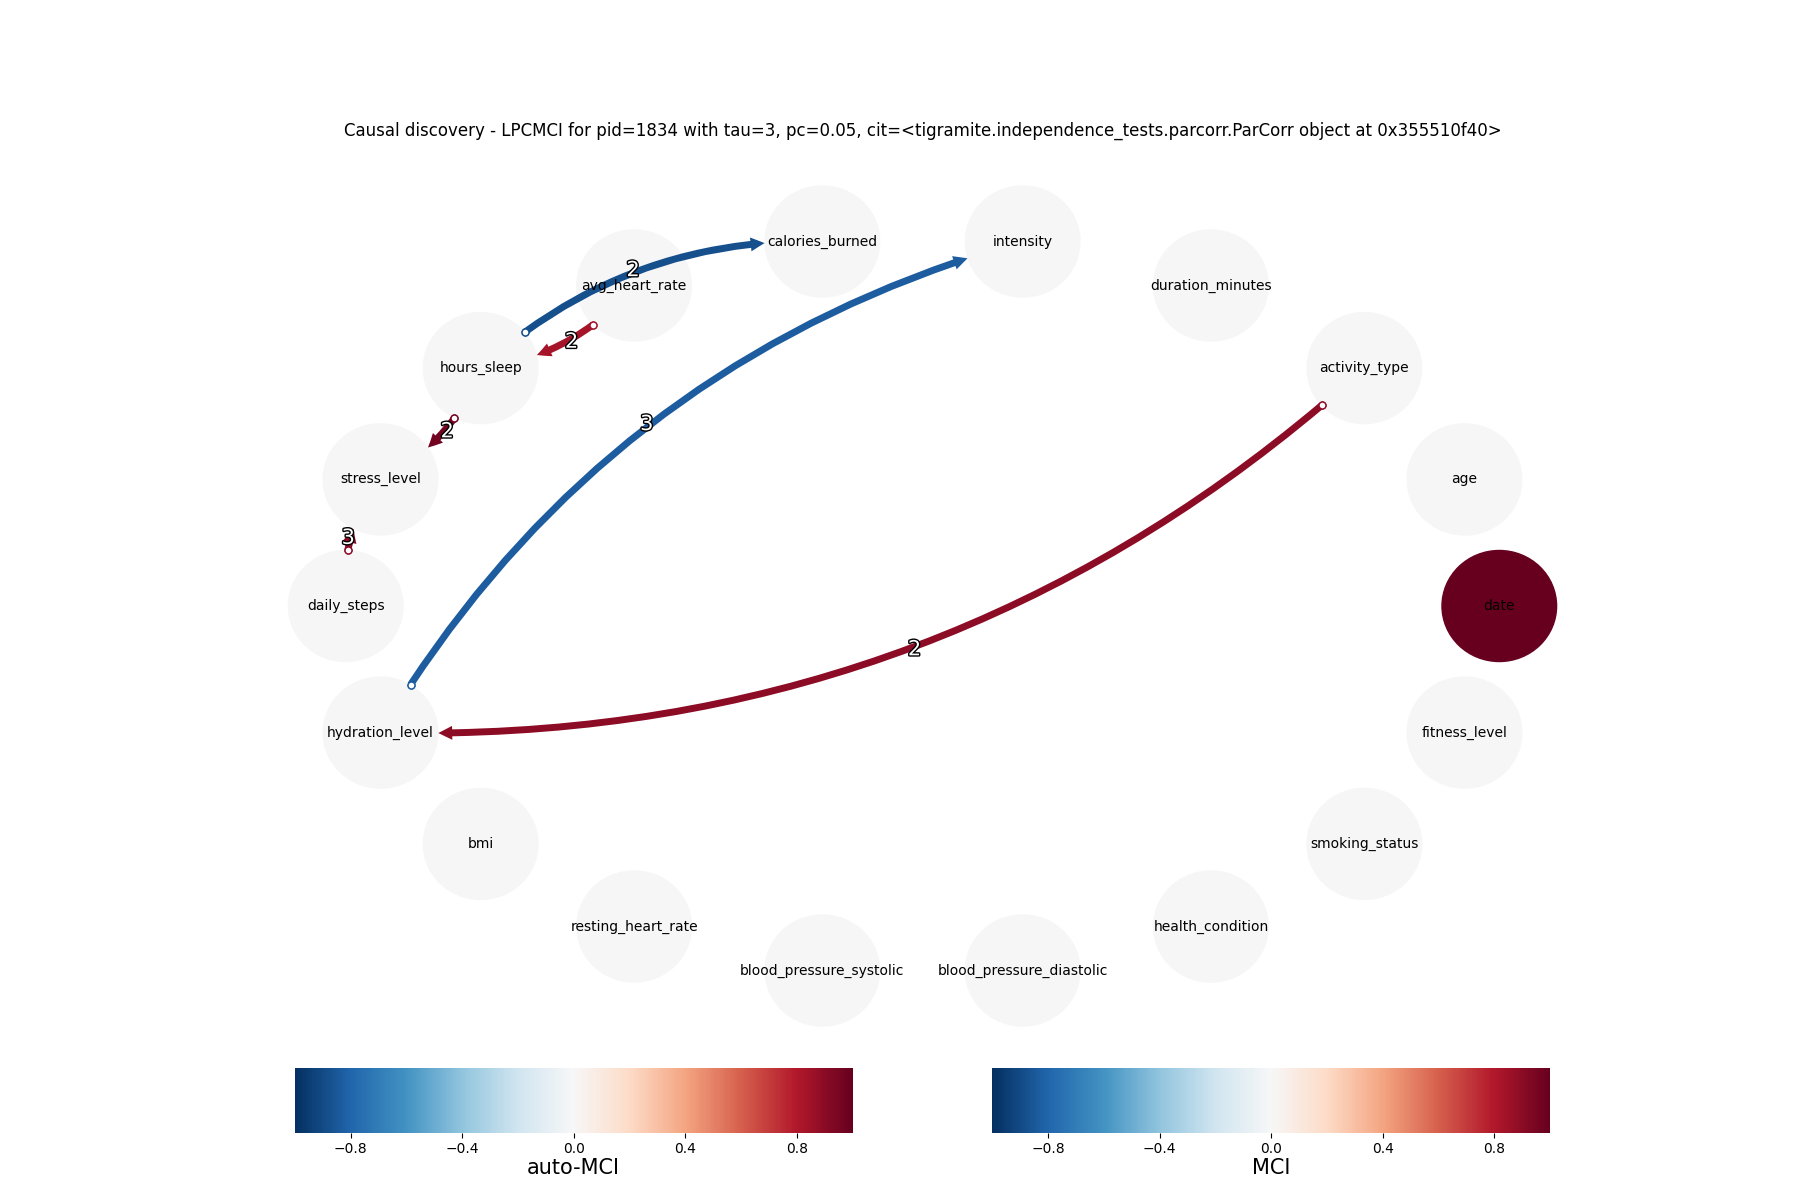 Causal discovery - LPCMCI for pid=1834 with tau=3, pc=0.05, cit=<tigramite.independence_tests.parcorr.ParCorr object at 0x355510f40>
calories_burned
intensity
2
avg_heart_rate
duration_minutes
2
hours_sleep
activity_type
3
2
stress_level
age
3
daily_steps
date
2
hydration_level
fitness_level
bmi
smoking_status
resting_heart_rate
health_condition
blood_pressure_systolic
blood_pressure_diastolic
−0.8 −0.4 0.0 0.4 0.8
auto-MCI
−0.8 −0.4 0.0 0.4 0.8
MCI